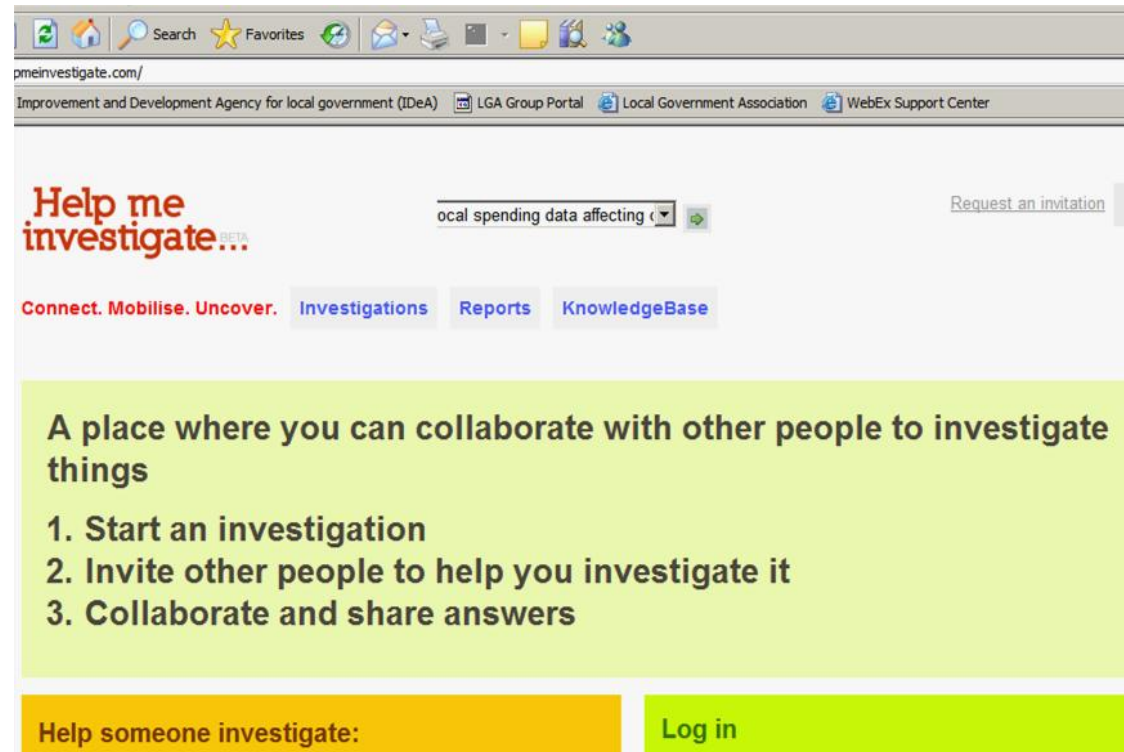 Search Favorites
pmeinvestigate.com/
Improvement and Development Agency for local government (IDeA) LGA Group Portal Local Government Association WebEx Support Center
Help me
investigate...
BETA
ocal spending data affecting
Request an invitation
Connect. Mobilise. Uncover. Investigations Reports KnowledgeBase
A place where you can collaborate with other people to investigate
things
1. Start an investigation
2. Invite other people to help you investigate it
3. Collaborate and share answers
Help someone investigate:
Log in